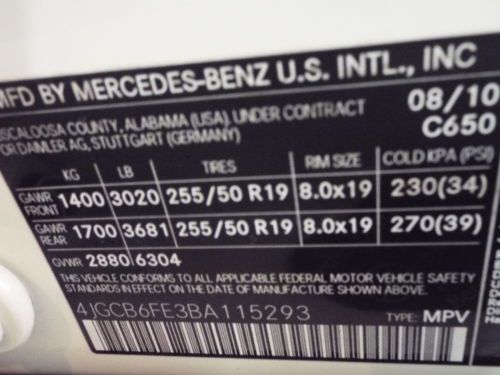 MFD BY MERCEDES-BENZ U.S. INTL., INC
SCALOOSA COUNTY, ALABAMA (USA), UNDER CONTRACT 08/10
OR DAIMLER AG, STUTTGART (GERMANY) C650
KG LB TIRES RIM SIZE COLD KPA (PSI)
GAWR FRONT 1400 3020 255/50 R19 8.0x19 230(34)
GAWR REAR 1700 3681 255/50 R19 8.0x19 270(39)
GVWR 2880 6304
THIS VEHICLE CONFORMS TO ALL APPLICABLE FEDERAL MOTOR VEHICLE SAFETY
STANDARDS IN EFFECT ON DATE OF MANUFACTURE SHOWN ABOVE.
4JGCB6FE3BA115293 TYPE: MPV